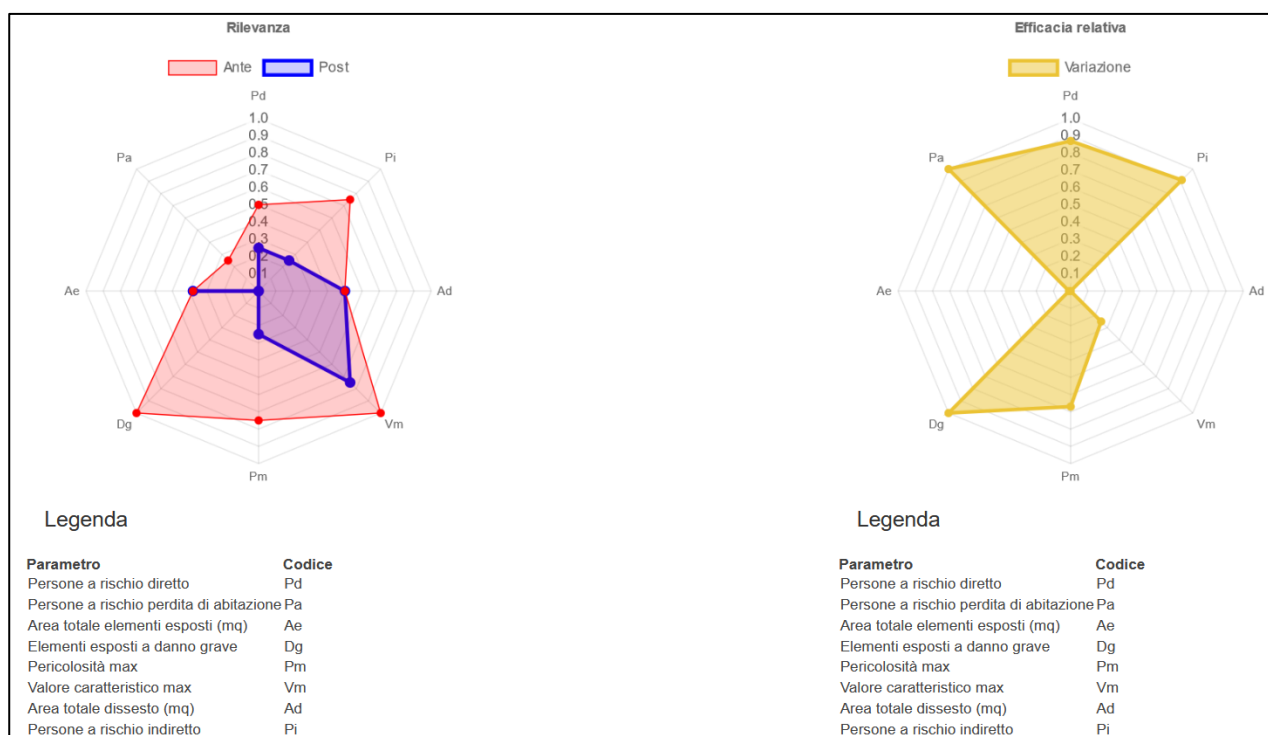 Rilevanza
Ante Post
Pd
1.0
0.9
Pa Pi
0.8
0.7
0.6
0.5
0.4
0.3
0.2
0.1
Ae Ad
Dg Vm
Pm
Legenda
Parametro Codice
Persone a rischio diretto Pd
Persone a rischio perdita di abitazione Pa
Area totale elementi esposti (mq) Ae
Elementi esposti a danno grave Dg
Pericolosità max Pm
Valore caratteristico max Vm
Area totale dissesto (mq) Ad
Persone a rischio indiretto Pi
Efficacia relativa
Variazione
Pd
1.0
0.9
Pa Pi
0.8
0.7
0.6
0.5
0.4
0.3
0.2
0.1
Ae Ad
Dg Vm
Pm
Legenda
Parametro Codice
Persone a rischio diretto Pd
Persone a rischio perdita di abitazione Pa
Area totale elementi esposti (mq) Ae
Elementi esposti a danno grave Dg
Pericolosità max Pm
Valore caratteristico max Vm
Area totale dissesto (mq) Ad
Persone a rischio indiretto Pi